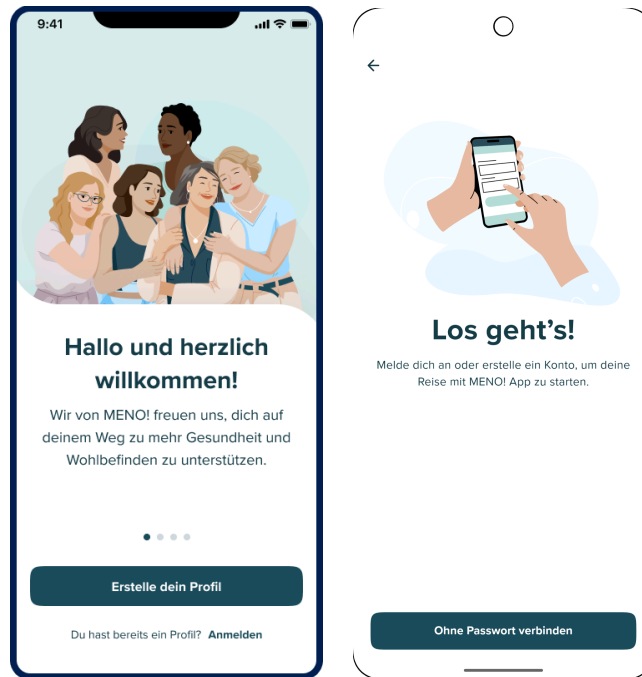 9:41
Hallo und herzlich
willkommen!
Wir von MENO! freuen uns, dich auf
deinem Weg zu mehr Gesundheit und
Wohlbefinden zu unterstützen.
Erstelle dein Profil
Du hast bereits ein Profil? Anmelden
Los geht’s!
Melde dich an oder erstelle ein Konto, um deine
Reise mit MENO! App zu starten.
Ohne Passwort verbinden